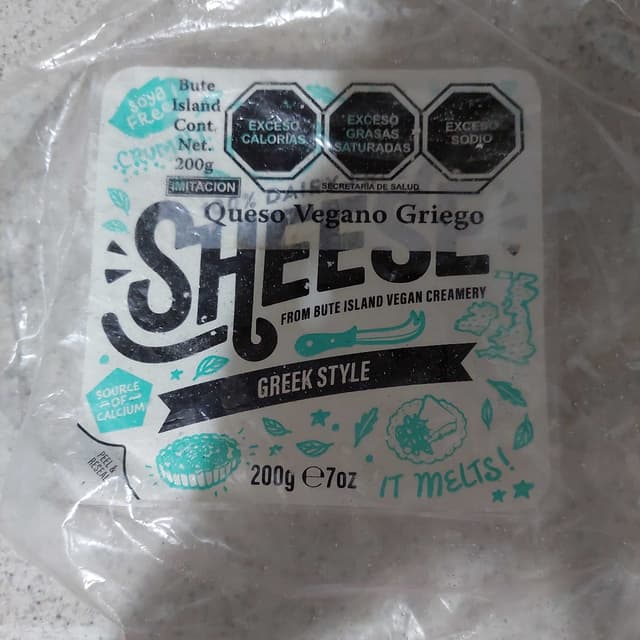 SOYA
FREE
Bute
Island
Cont.
Net.
200g
EXCESO
CALORÍAS
EXCESO
GRASAS
SATURADAS
EXCESO
SODIO
IMITACION
SECRETARÍA DE SALUD
Queso Vegano Griego
SHEESE
FROM BUTE ISLAND VEGAN CREAMERY
GREEK STYLE
SOURCE
OF
CALCIUM
PEEL &
RESEAL
200g ℮ 7oz
IT MELTS!